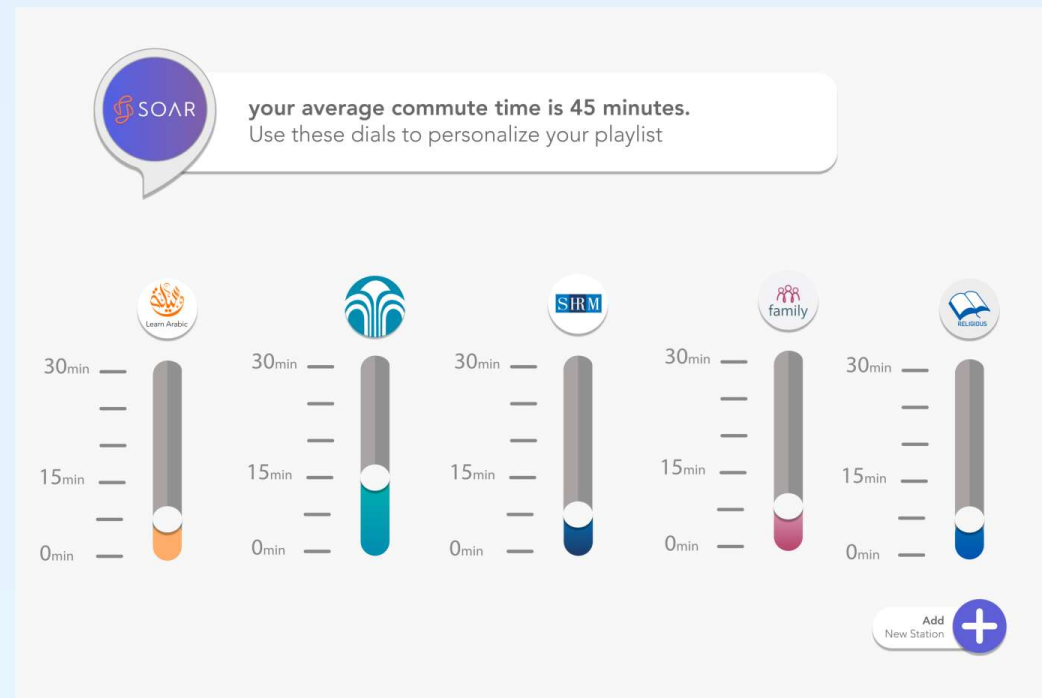 SOAR
your average commute time is 45 minutes.
Use these dials to personalize your playlist
Learn Arabic
SHRM
family
RELIGIOUS
30min
15min
0min
30min
15min
0min
30min
15min
0min
30min
15min
0min
30min
15min
0min
Add
New Station